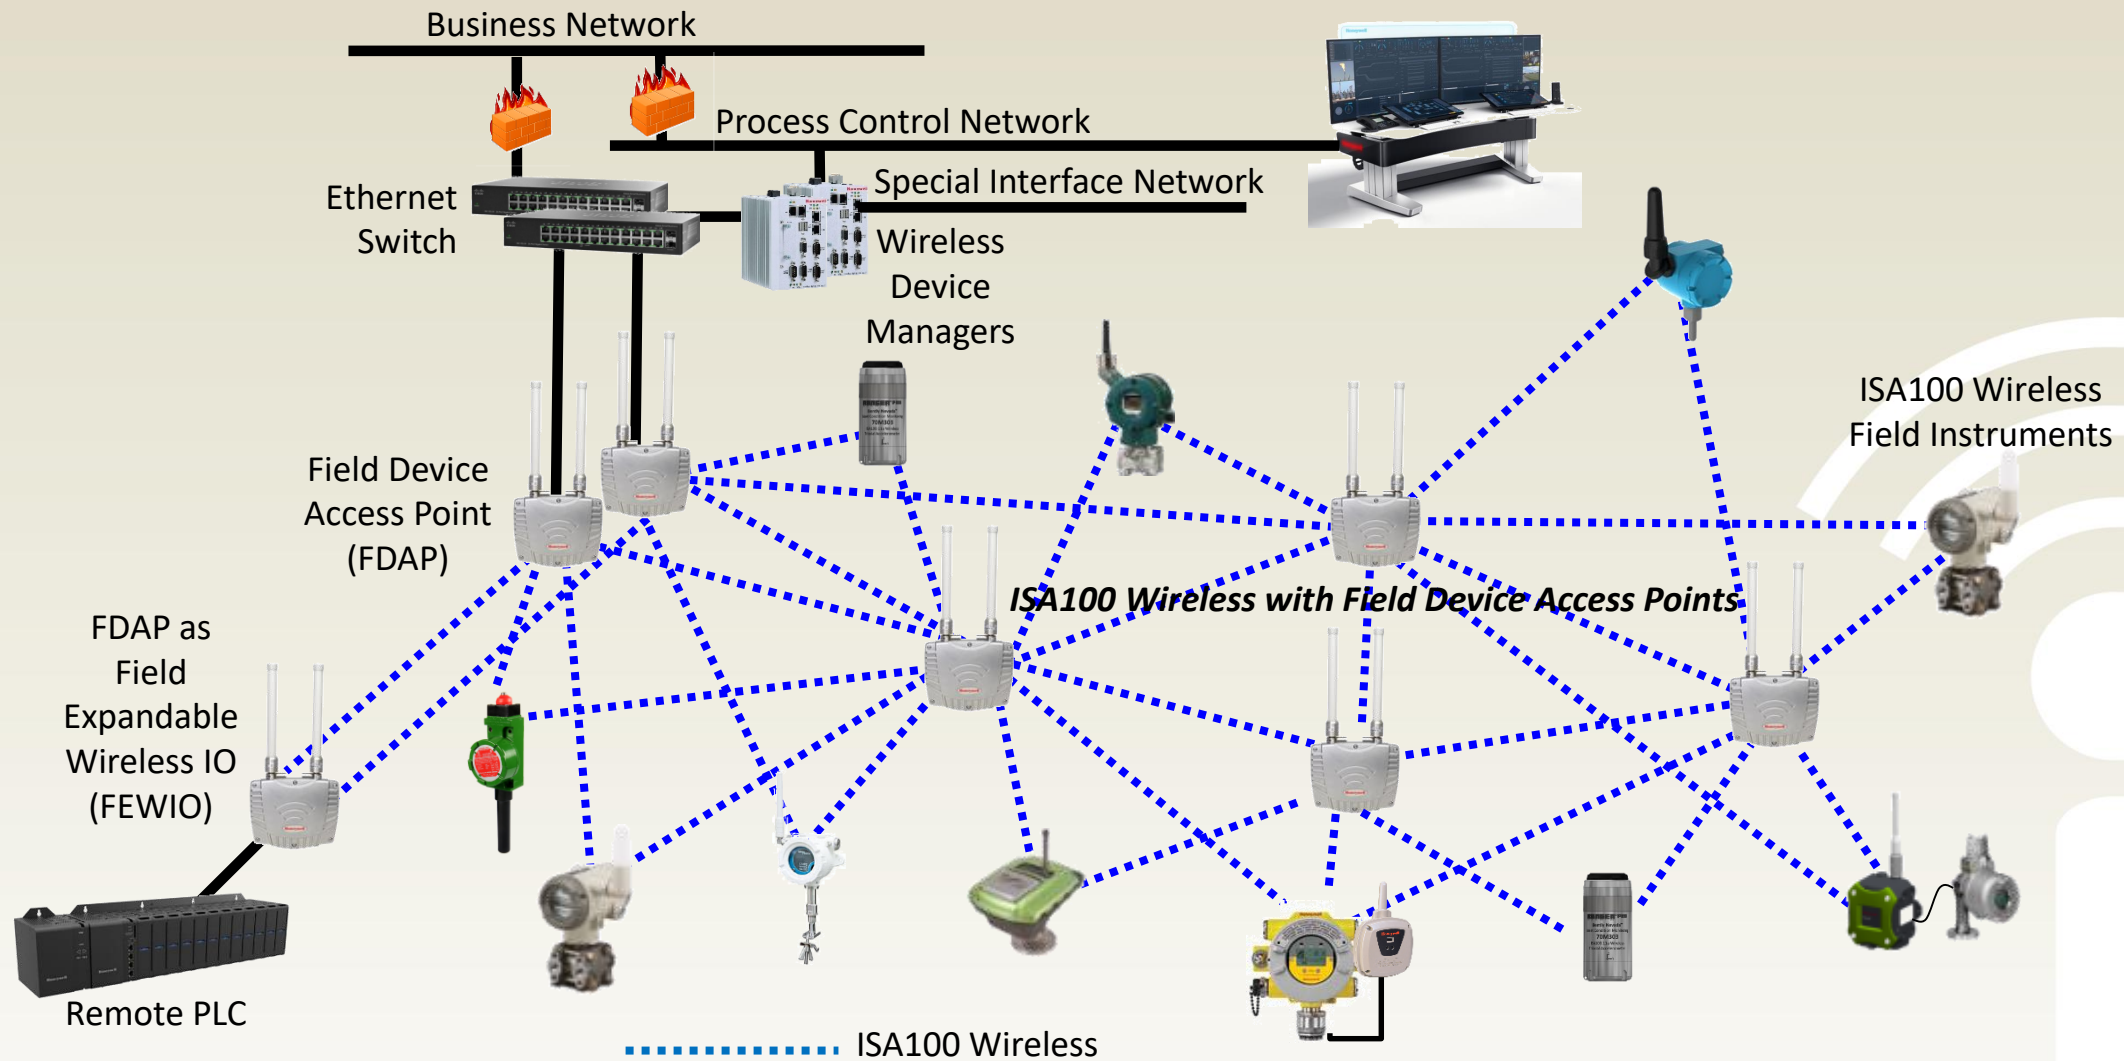 Business Network
Process Control Network
Special Interface Network
Ethernet
Switch
Wireless
Device
Managers
ISA100 Wireless
Field Instruments
Field Device
Access Point
(FDAP)
ISA100 Wireless with Field Device Access Points
FDAP as
Field
Expandable
Wireless IO
(FEWIO)
Remote PLC
ISA100 Wireless